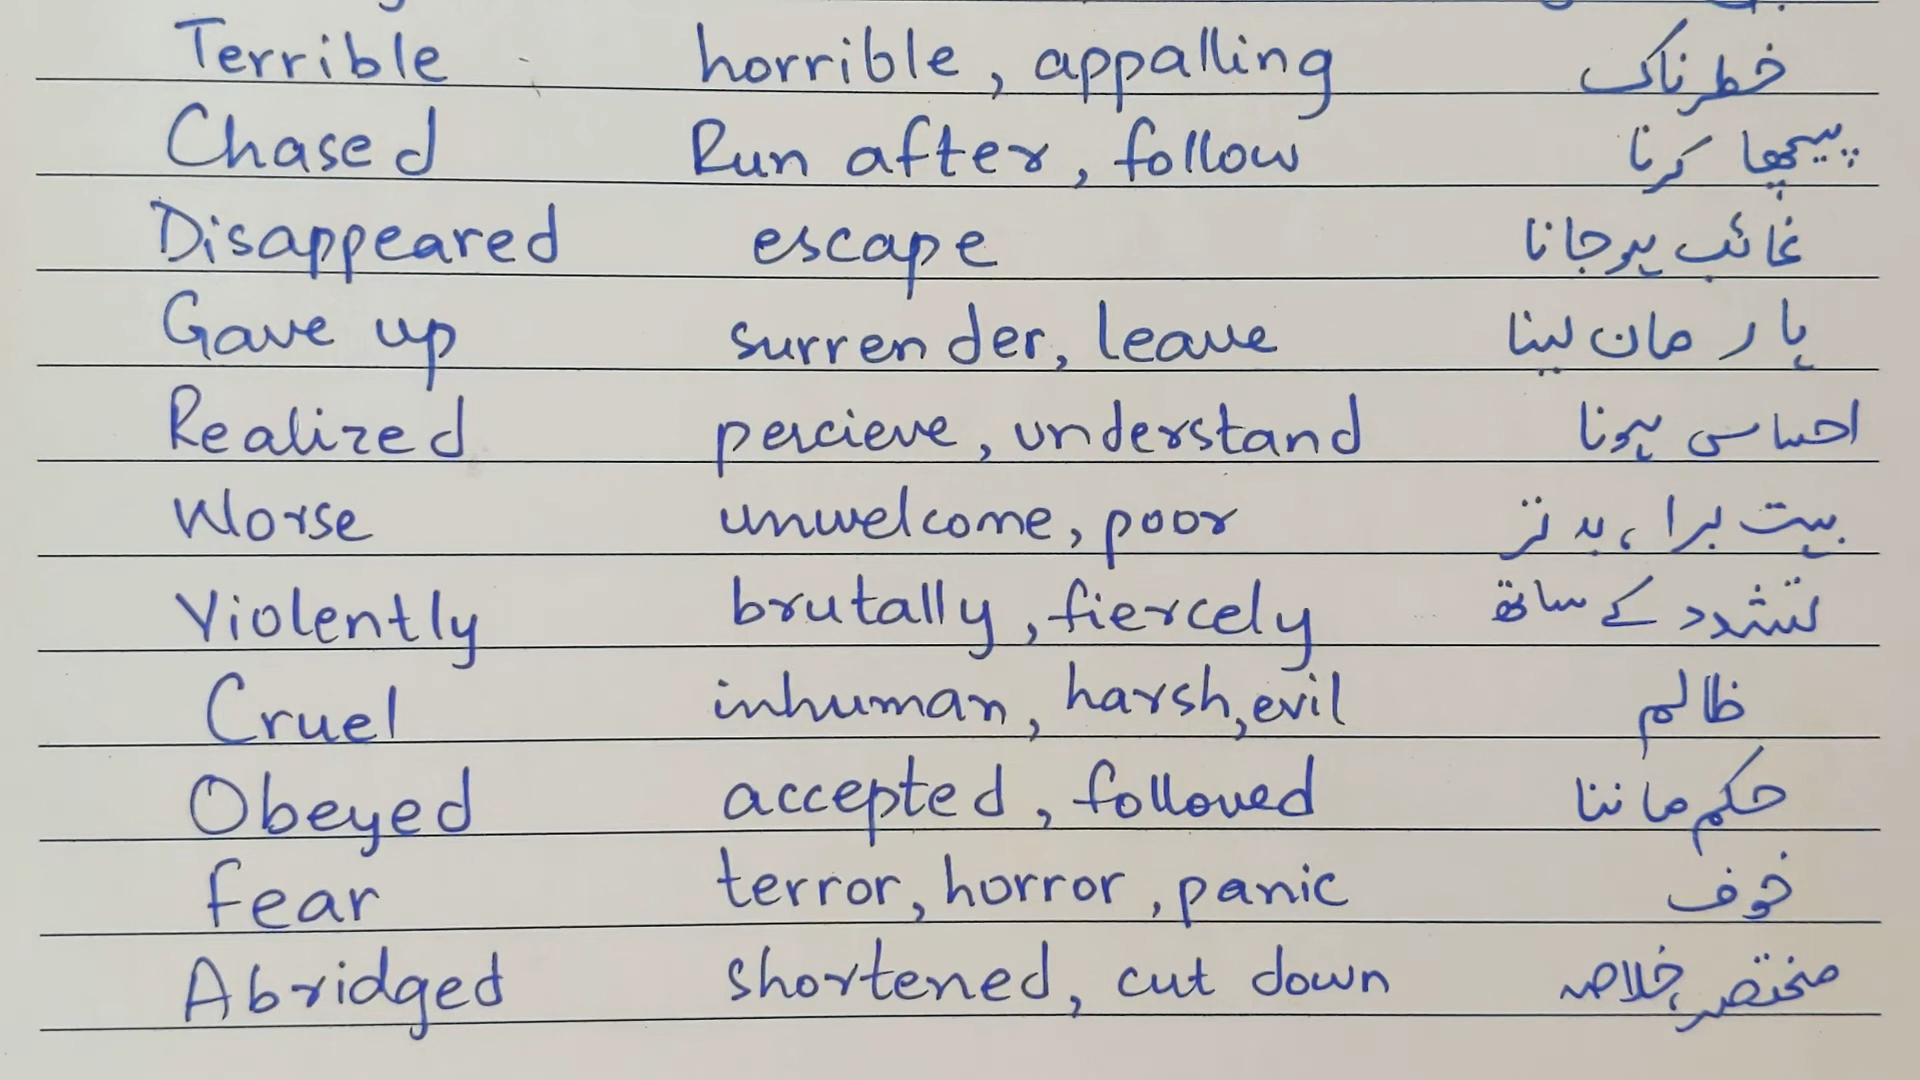 Terrible horrible, appalling خطرناک
Chased Run after, follow پیچھا کرنا
Disappeared escape غائب ہوجانا
Gave up surrender, leave ہار مان لینا
Realized percieve, understand احساس ہونا
Worse unwelcome, poor بہت برا، بدتر
Violently brutally, fiercely تشدد کے ساتھ
Cruel inhuman, harsh, evil ظالم
Obeyed accepted, followed حکم ماننا
Fear terror, horror, panic خوف
Abridged shortened, cut down مختصر، خلاصہ